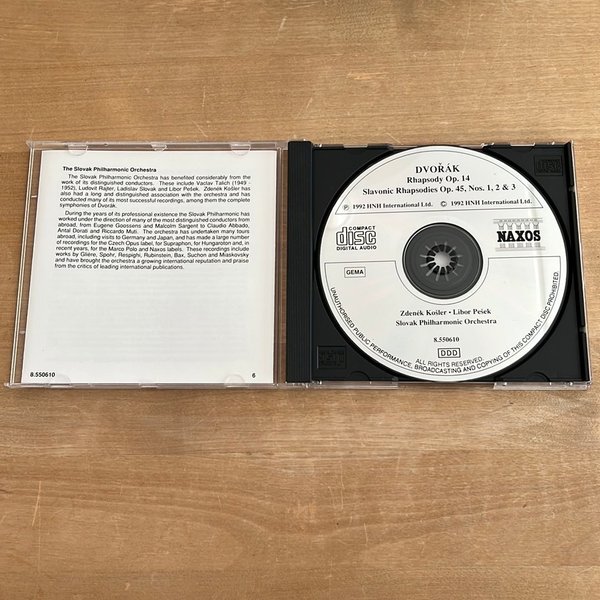 The Slovak Philharmonic Orchestra
The Slovak Philharmonic Orchestra has benefited considerably from the
work of its distinguished conductors. These include Vaclav Talich (1949 -
1952), Ludovit Rajter, Ladislav Slovak and Libor Pešek. Zdeněk Košler has
also had a long and distinguished association with the orchestra and has
conducted many of its most successful recordings, among them the complete
symphonies of Dvorák.
During the years of its professional existence the Slovak Philharmonic has
worked under the direction of many of the most distinguished conductors from
abroad, from Eugene Goossens and Malcolm Sargent to Claudio Abbado,
Antal Dorati and Riccardo Muti. The orchestra has undertaken many tours
abroad, including visits to Germany and Japan, and has made a large number
of recordings for the Czech Opus label, for Supraphon, for Hungaroton and, in
recent years, for the Marco Polo and Naxos labels. These recordings include
works by Glière, Spohr, Respighi, Rubinstein, Bax, Suchon and Miaskovsky
and have brought the orchestra a growing international reputation and praise
from the critics of leading international publications.
8.550610
6
DVOŘÁK
Rhapsody Op. 14
Slavonic Rhapsodies Op. 45, Nos. 1, 2 & 3
℗ 1992 HNH International Ltd. © 1992 HNH International Ltd.
COMPACT
disc
DIGITAL AUDIO
NAXOS
GEMA
Zdeněk Košler • Libor Pešek
Slovak Philharmonic Orchestra
8.550610
DDD
ALL RIGHTS RESERVED.
UNAUTHORISED PUBLIC PERFORMANCE, BROADCASTING AND COPYING OF THIS COMPACT DISC PROHIBITED.